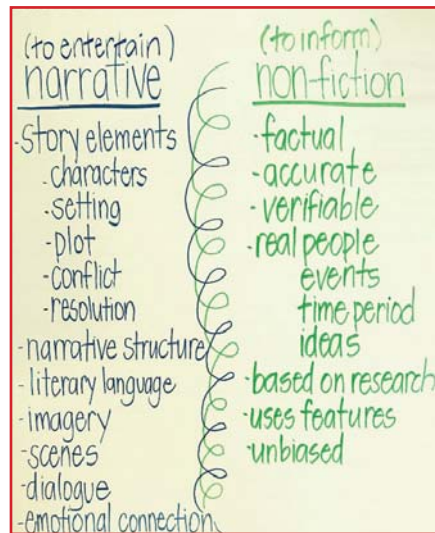 (to entertain)
narrative
-Story elements
-characters
-setting
-plot
-conflict
-resolution
-narrative structure
-literary language
-imagery
-scenes
-dialogue
-emotional connection
(to inform)
non-fiction
-factual
-accurate
-verifiable
-real people
events
time period
ideas
-based on research
-uses features
-unbiased